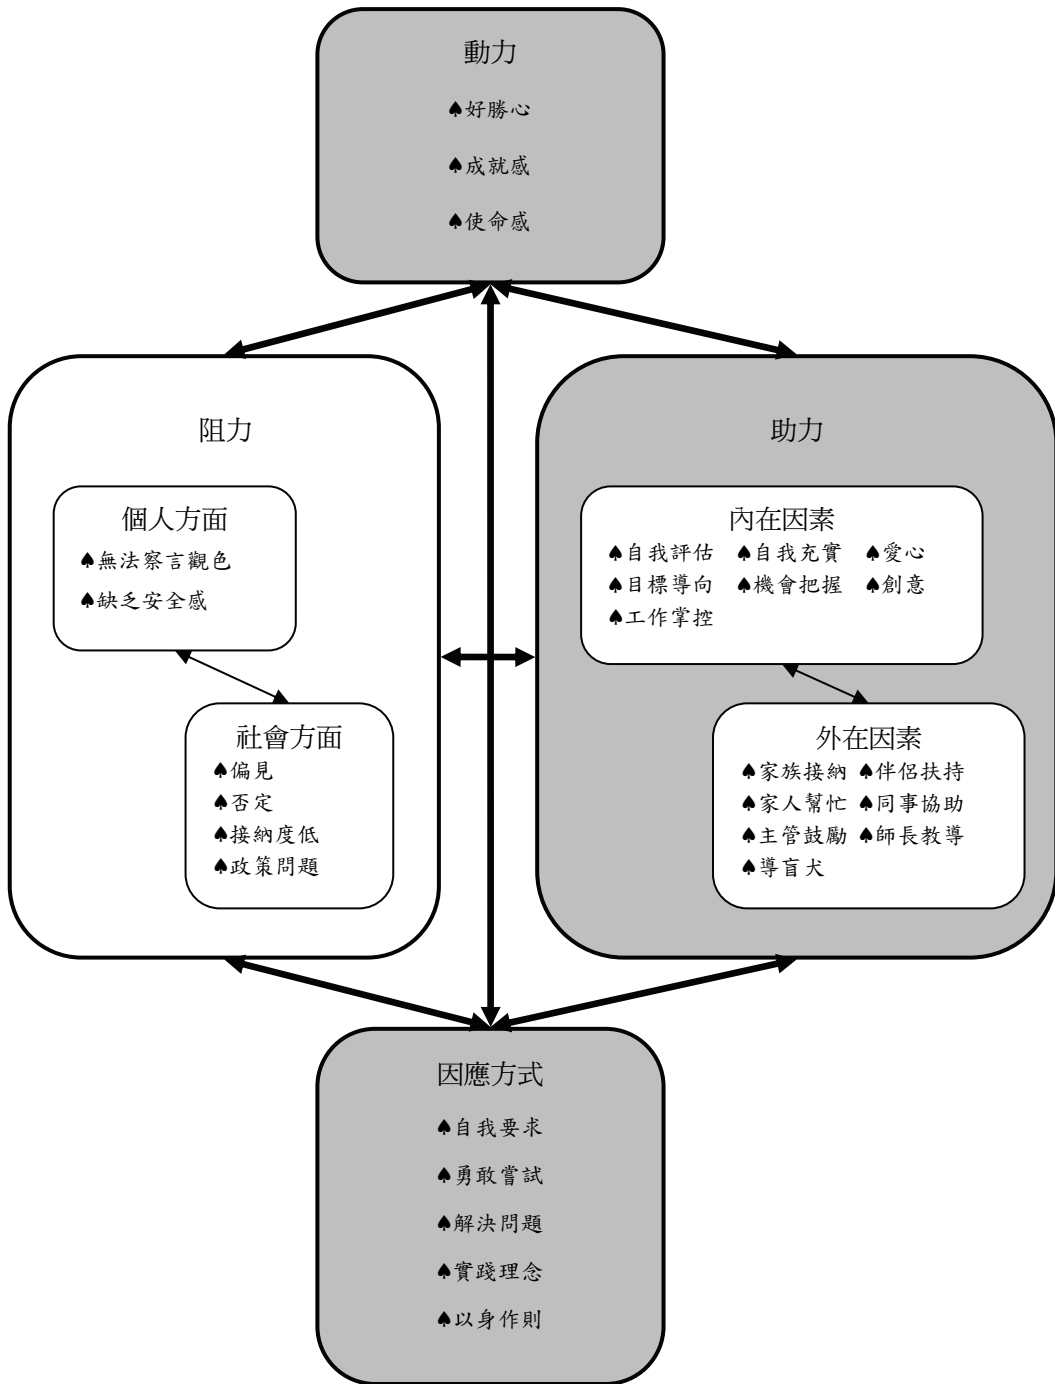 動力
♠好勝心
♠成就感
♠使命感
阻力
個人方面
♠無法察言觀色
♠缺乏安全感
社會方面
♠偏見
♠否定
♠接納度低
♠政策問題
助力
內在因素
♠自我評估 ♠自我充實 ♠愛心
♠目標導向 ♠機會把握 ♠創意
♠工作掌控
外在因素
♠家族接納 ♠伴侶扶持
♠家人幫忙 ♠同事協助
♠主管鼓勵 ♠師長教導
♠導盲犬
因應方式
♠自我要求
♠勇敢嘗試
♠解決問題
♠實踐理念
♠以身作則